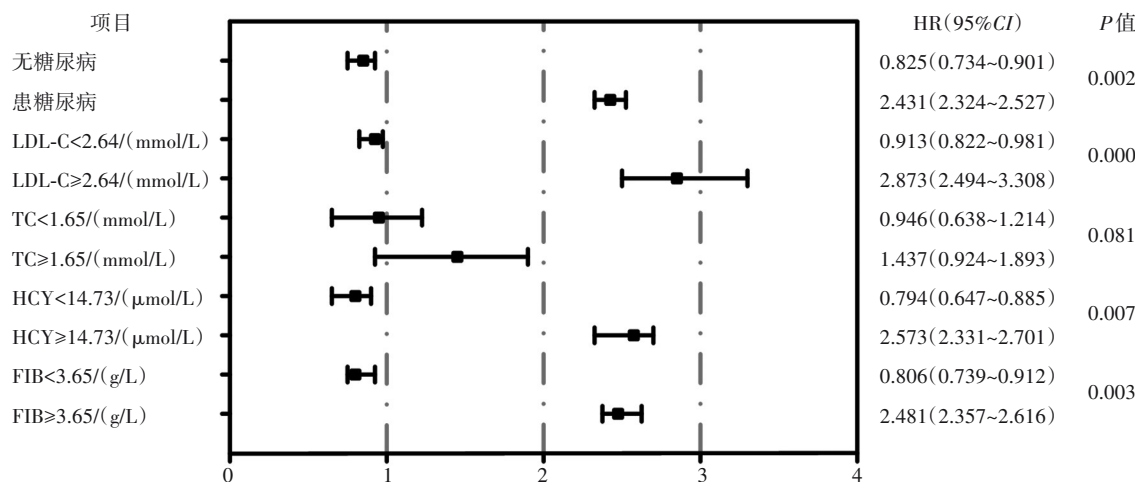 项目 HR(95%CI) P值
无糖尿病 0.825(0.734~0.901)
0.002
患糖尿病 2.431(2.324~2.527)
LDL-C<2.64/(mmol/L) 0.913(0.822~0.981)
0.000
LDL-C≥2.64/(mmol/L) 2.873(2.494~3.308)
TC<1.65/(mmol/L) 0.946(0.638~1.214)
0.081
TC≥1.65/(mmol/L) 1.437(0.924~1.893)
HCY<14.73/(μmol/L) 0.794(0.647~0.885)
0.007
HCY≥14.73/(μmol/L) 2.573(2.331~2.701)
FIB<3.65/(g/L) 0.806(0.739~0.912)
0.003
FIB≥3.65/(g/L) 2.481(2.357~2.616)
0 1 2 3 4